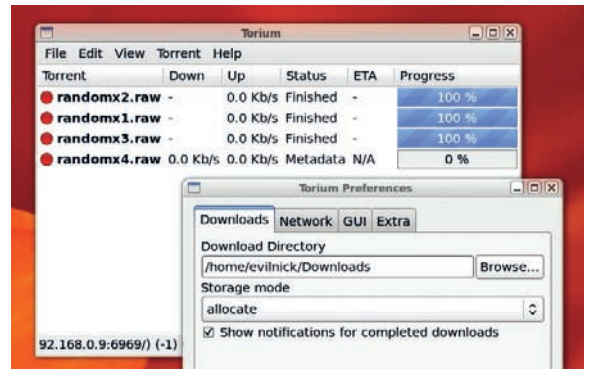 Torium
File Edit View Torrent Help
Torrent Down Up Status ETA Progress
randomx2.raw - 0.0 Kb/s Finished - 100 %
randomx1.raw - 0.0 Kb/s Finished - 100 %
randomx3.raw - 0.0 Kb/s Finished - 100 %
randomx4.raw 0.0 Kb/s 0.0 Kb/s Metadata N/A 0 %
Torium Preferences
Downloads Network GUI Extra
Download Directory
/home/evilnick/Downloads Browse...
Storage mode
allocate
Show notifications for completed downloads
92.168.0.9:6969/) (-1)